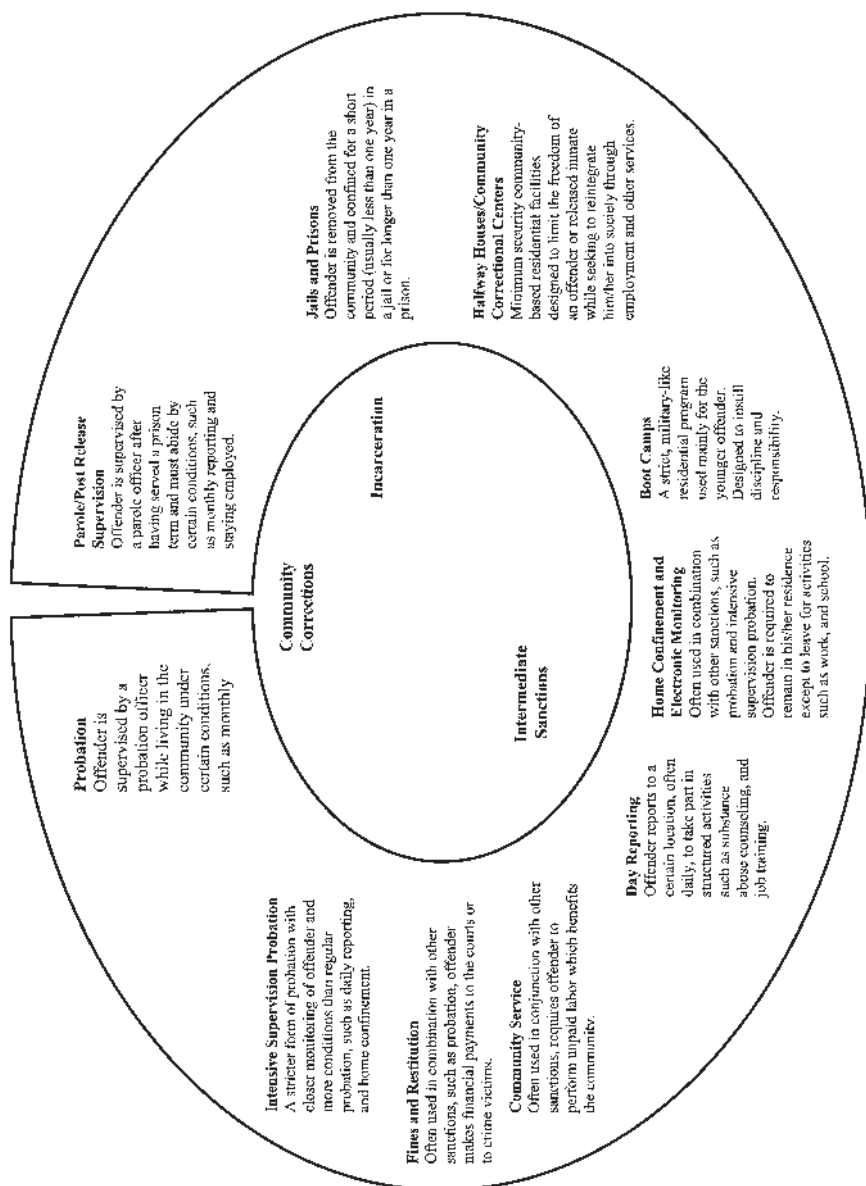 Probation
Offender is
supervised by a
probation officer
while living in the
community under
certain conditions,
such as monthly
Intensive Supervision Probation
A stricter form of probation with
closer monitoring of offender and
more conditions than regular
probation, such as daily reporting,
and home confinement.
Fines and Restitution
Often used in combination with other
sanctions, such as probation, offender
makes financial payments to the courts or
to crime victims.
Community Service
Often used in conjunction with other
sanctions, requires offender to
perform unpaid labor which benefits
the community.
Day Reporting
Offender reports to a
certain location, often
daily, to take part in
structured activities
such as substance
abuse counseling, and
job training.
Home Confinement and
Electronic Monitoring
Often used in combination
with other sanctions, such as
probation and intensive
supervision probation.
Offender is required to
remain in his/her residence
except to leave for activities
such as work, and school.
Boot Camps
A strict, military-like
residential program
used mainly for the
younger offender.
Designed to instill
discipline and
responsibility.
Halfway Houses/Community
Correctional Centers
Minimum security community-
based residential facilities
designed to limit the freedom of
an offender or released inmate
while seeking to reintegrate
him/her into society through
employment and other services.
Jails and Prisons
Offender is removed from the
community and confined for a short
period (usually less than one year) in
a jail or for longer than one year in a
prison.
Parole/Post Release
Supervision
Offender is supervised by
a parole officer after
having served a prison
term and must abide by
certain conditions, such
as monthly reporting and
staying employed.
Community
Corrections
Intermediate
Sanctions
Incarceration